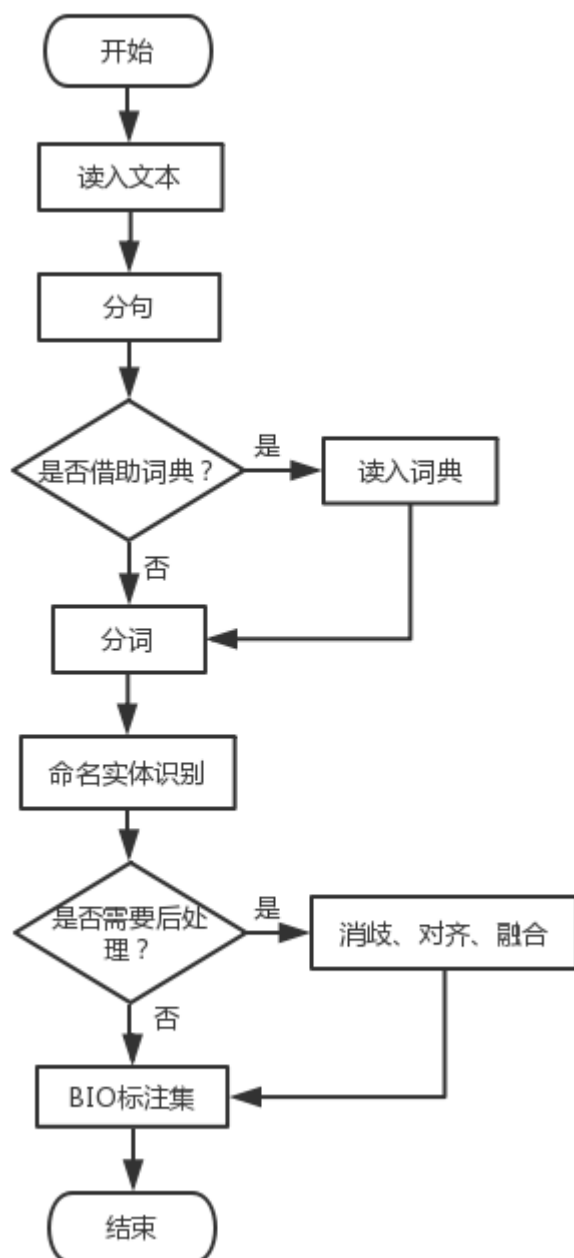 开始
读入文本
分句
是否借助词典？
是
读入词典
否
分词
命名实体识别
是否需要后处
理？
是
消歧、对齐、融合
否
BIO标注集
结束